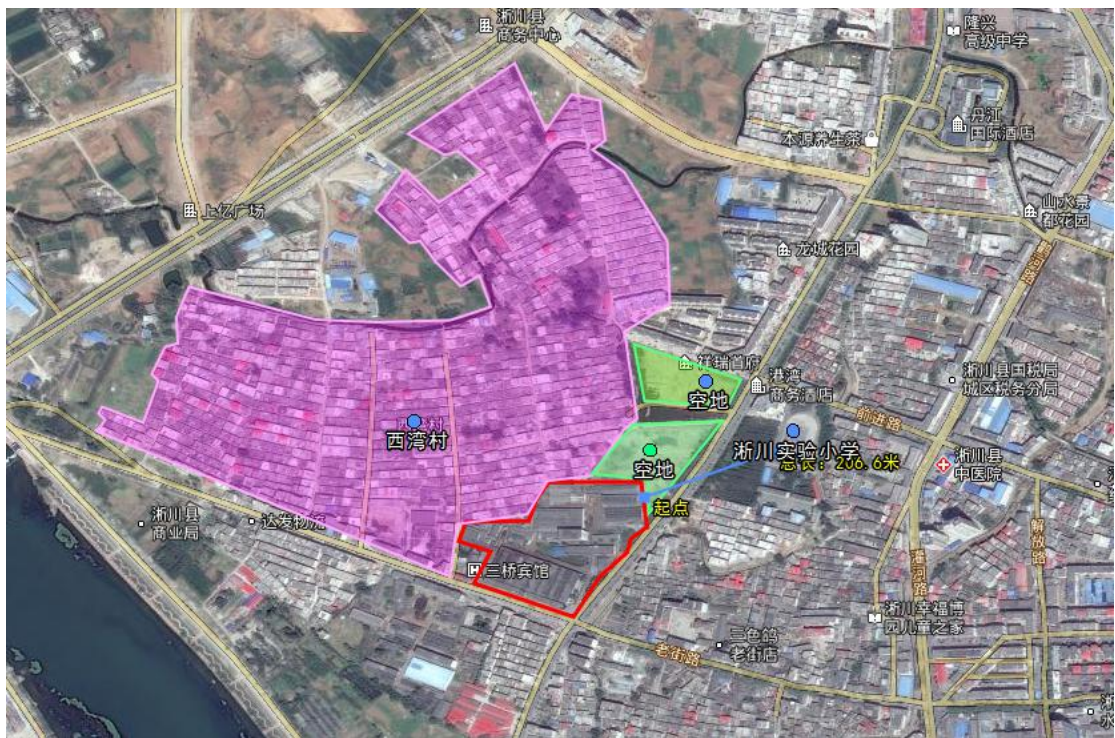 淅川县
商务中心
隆兴
高级中学
丹江
国际酒店
本源养生茶
山水景
都花园
上亿广场
龙城花园
前河路
祥瑞首府
港湾
商务酒店
空地
淅川县国税局
城区税务分局
前进路
西湾村
西湾村
淅川实验小学
总长：206.6米
空地
淅川县
中医院
起点
淅川县
商业局
达发物流
解放路
灌河路
三桥宾馆
淅川幸福博
园儿童之家
三色鸽
老街店
老街路